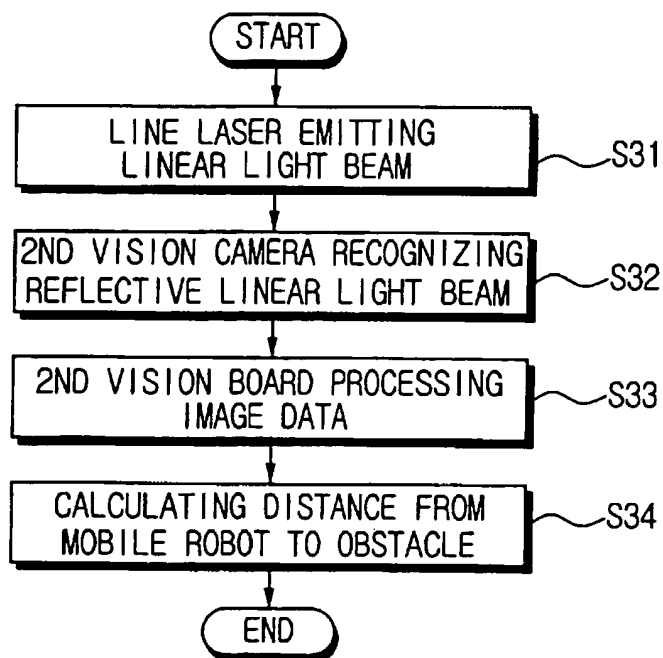 START
LINE LASER EMITTING
LINEAR LIGHT BEAM
S31
2ND VISION CAMERA RECOGNIZING
REFLECTIVE LINEAR LIGHT BEAM
S32
2ND VISION BOARD PROCESSING
IMAGE DATA
S33
CALCULATING DISTANCE FROM
MOBILE ROBOT TO OBSTACLE
S34
END